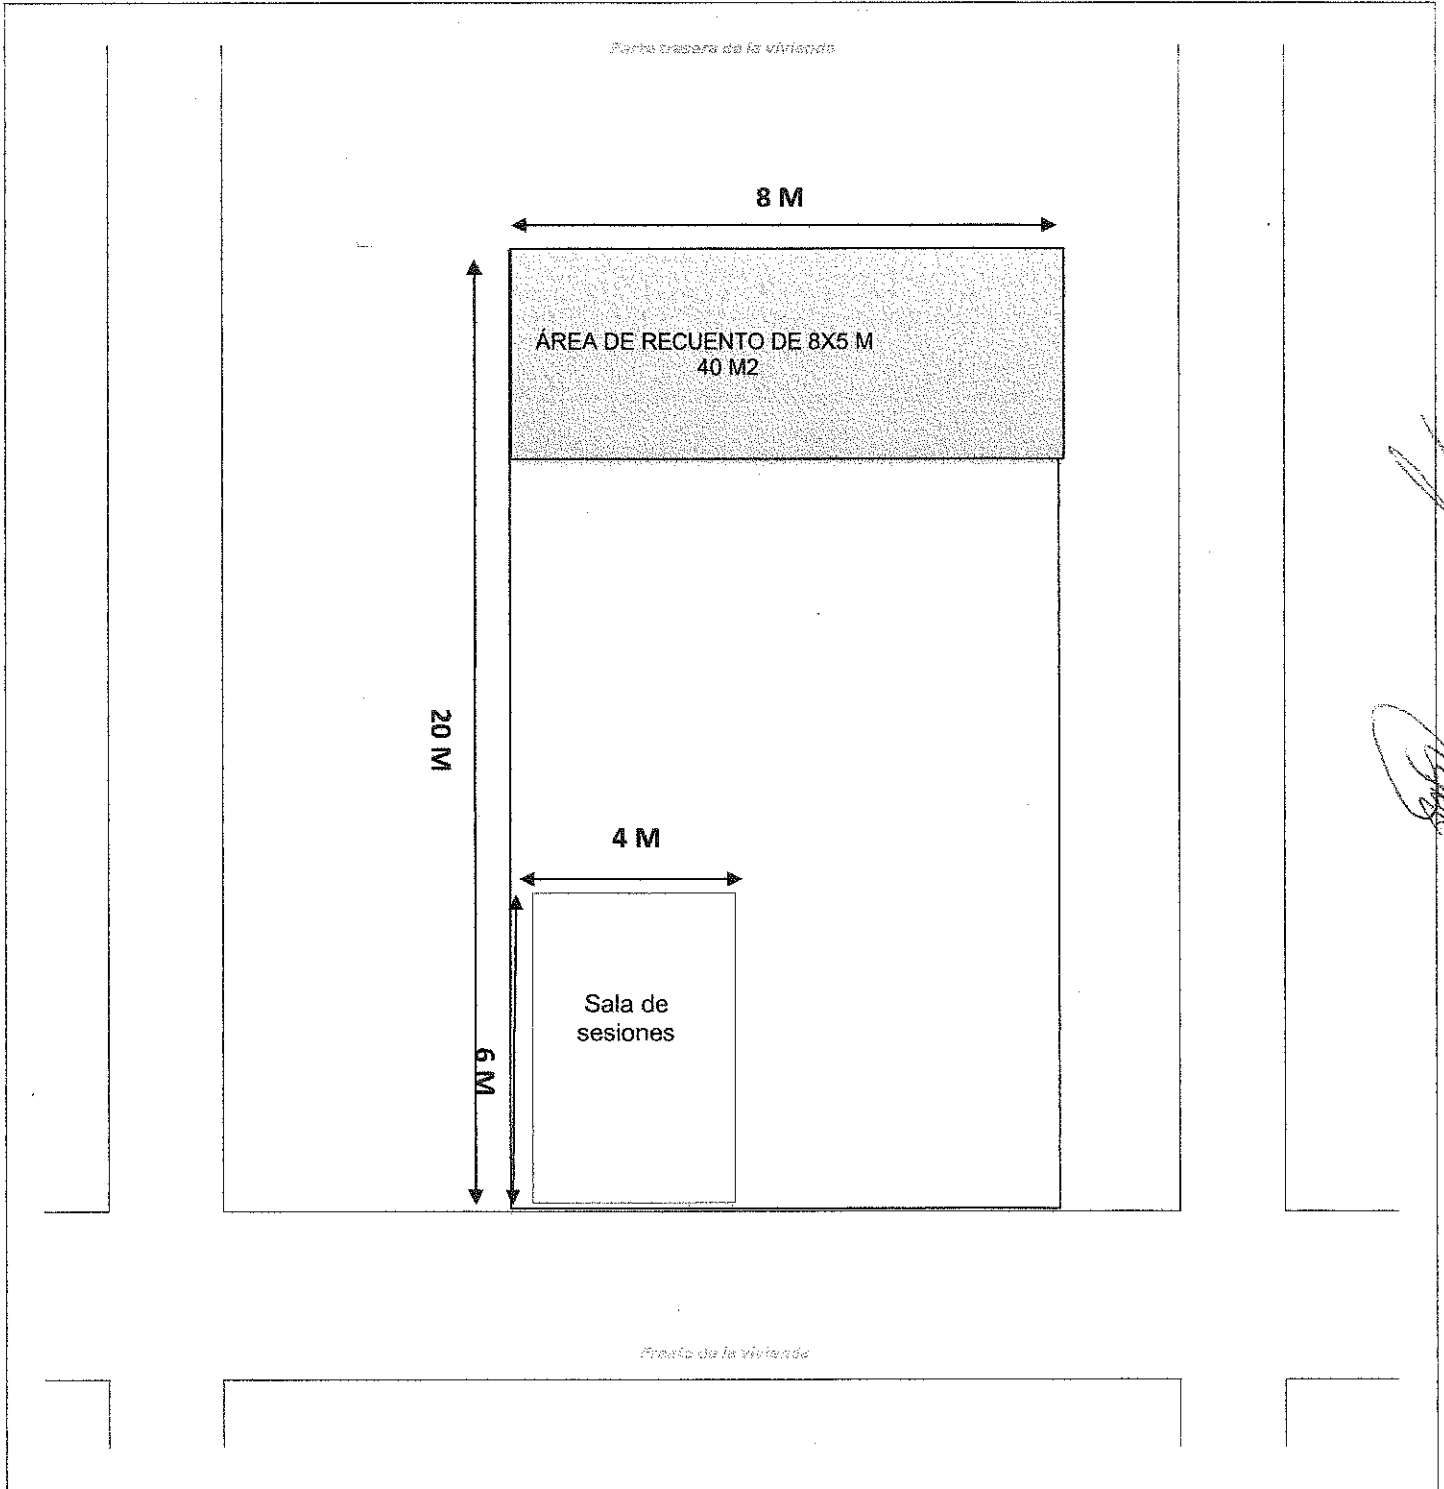 Parte trasera de la vivienda
8 M
ÁREA DE RECUENTO DE 8X5 M
40 M2
20 M
4 M
Sala de
sesiones
6 M
Frente de la vivienda